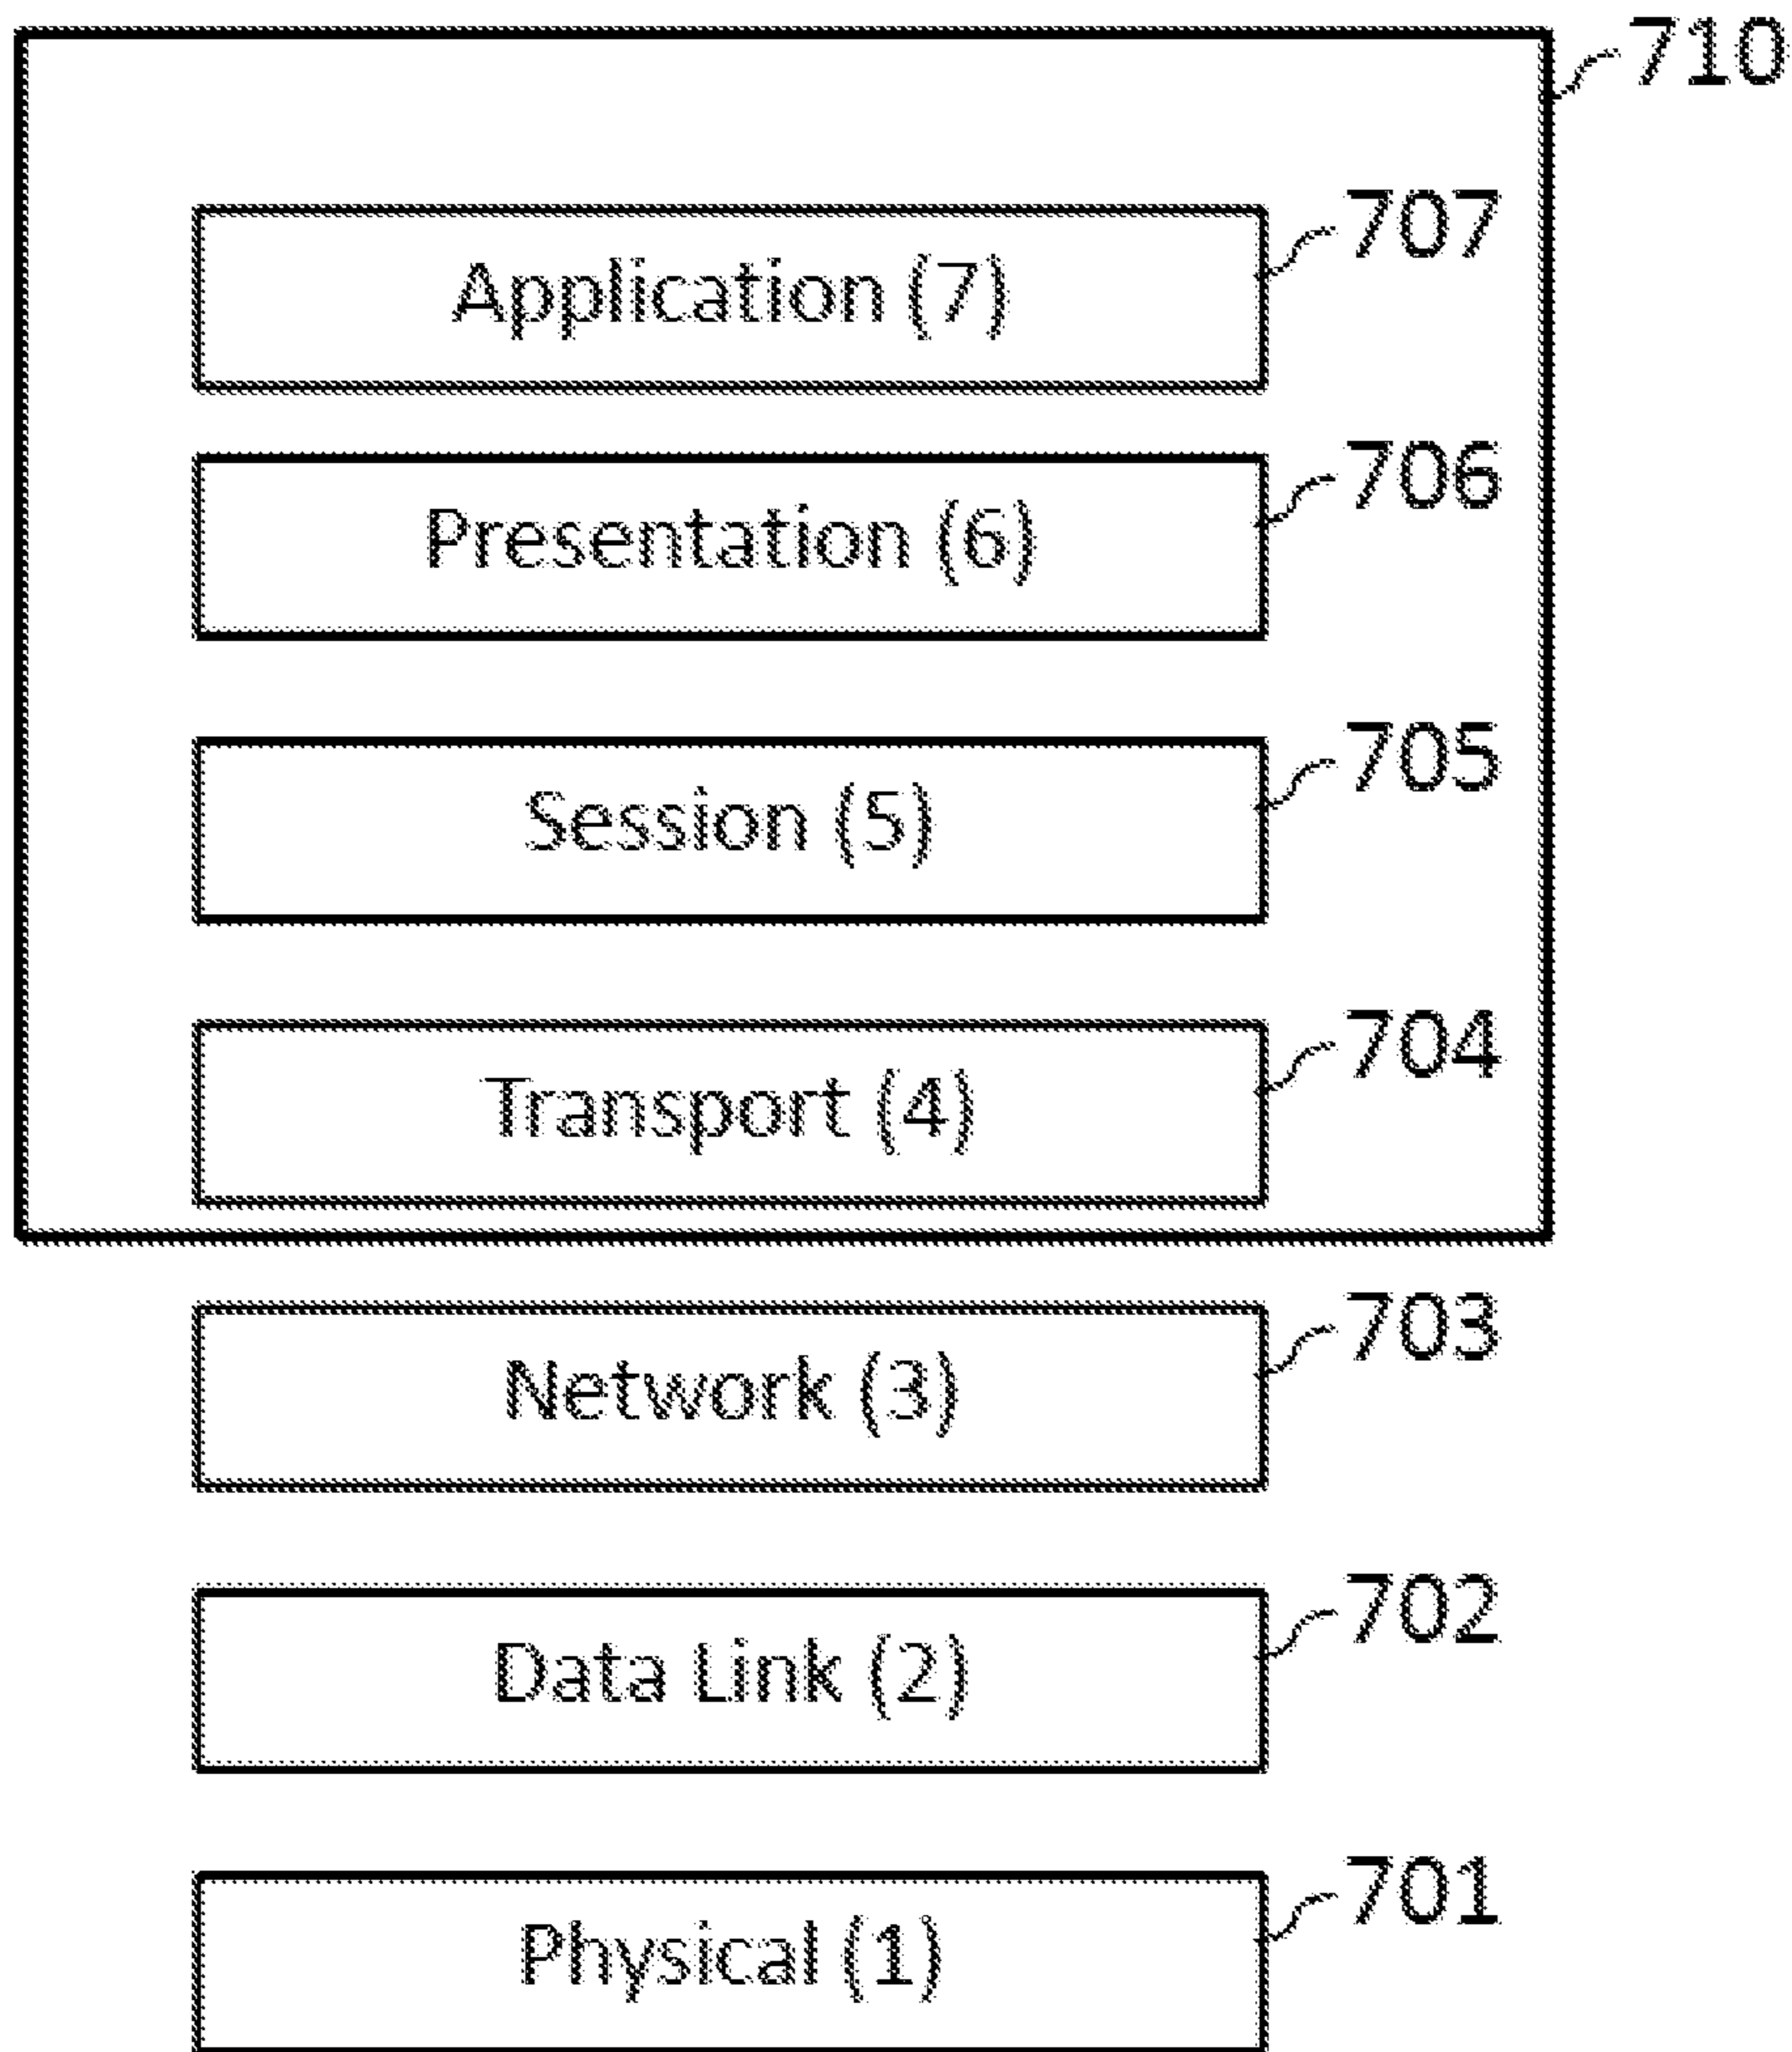 710
707
Application (7)
706
Presentation (6)
705
Session (5)
704
Transport (4)
703
Network (3)
702
Data Link (2)
701
Physical (1)